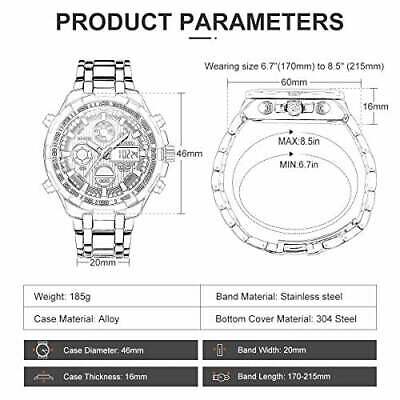 PRODUCT PARAMETERS
Wearing size 6.7"(170mm) to 8.5" (215mm)
60mm
16mm
46mm
MAX:8.5in
MIN:6.7in
10:24
20mm
Weight: 185g
Band Material: Stainless steel
Case Material: Alloy
Bottom Cover Material: 304 Steel
Case Diameter: 46mm
Band Width: 20mm
Case Thickness: 16mm
Band Length: 170-215mm